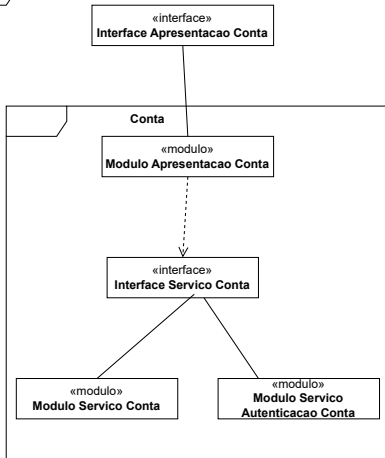 «interface»
Interface Apresentacao Conta
Conta
«modulo»
Modulo Apresentacao Conta
«interface»
Interface Servico Conta
«modulo»
Modulo Servico Conta
«modulo»
Modulo Servico
Autenticacao Conta